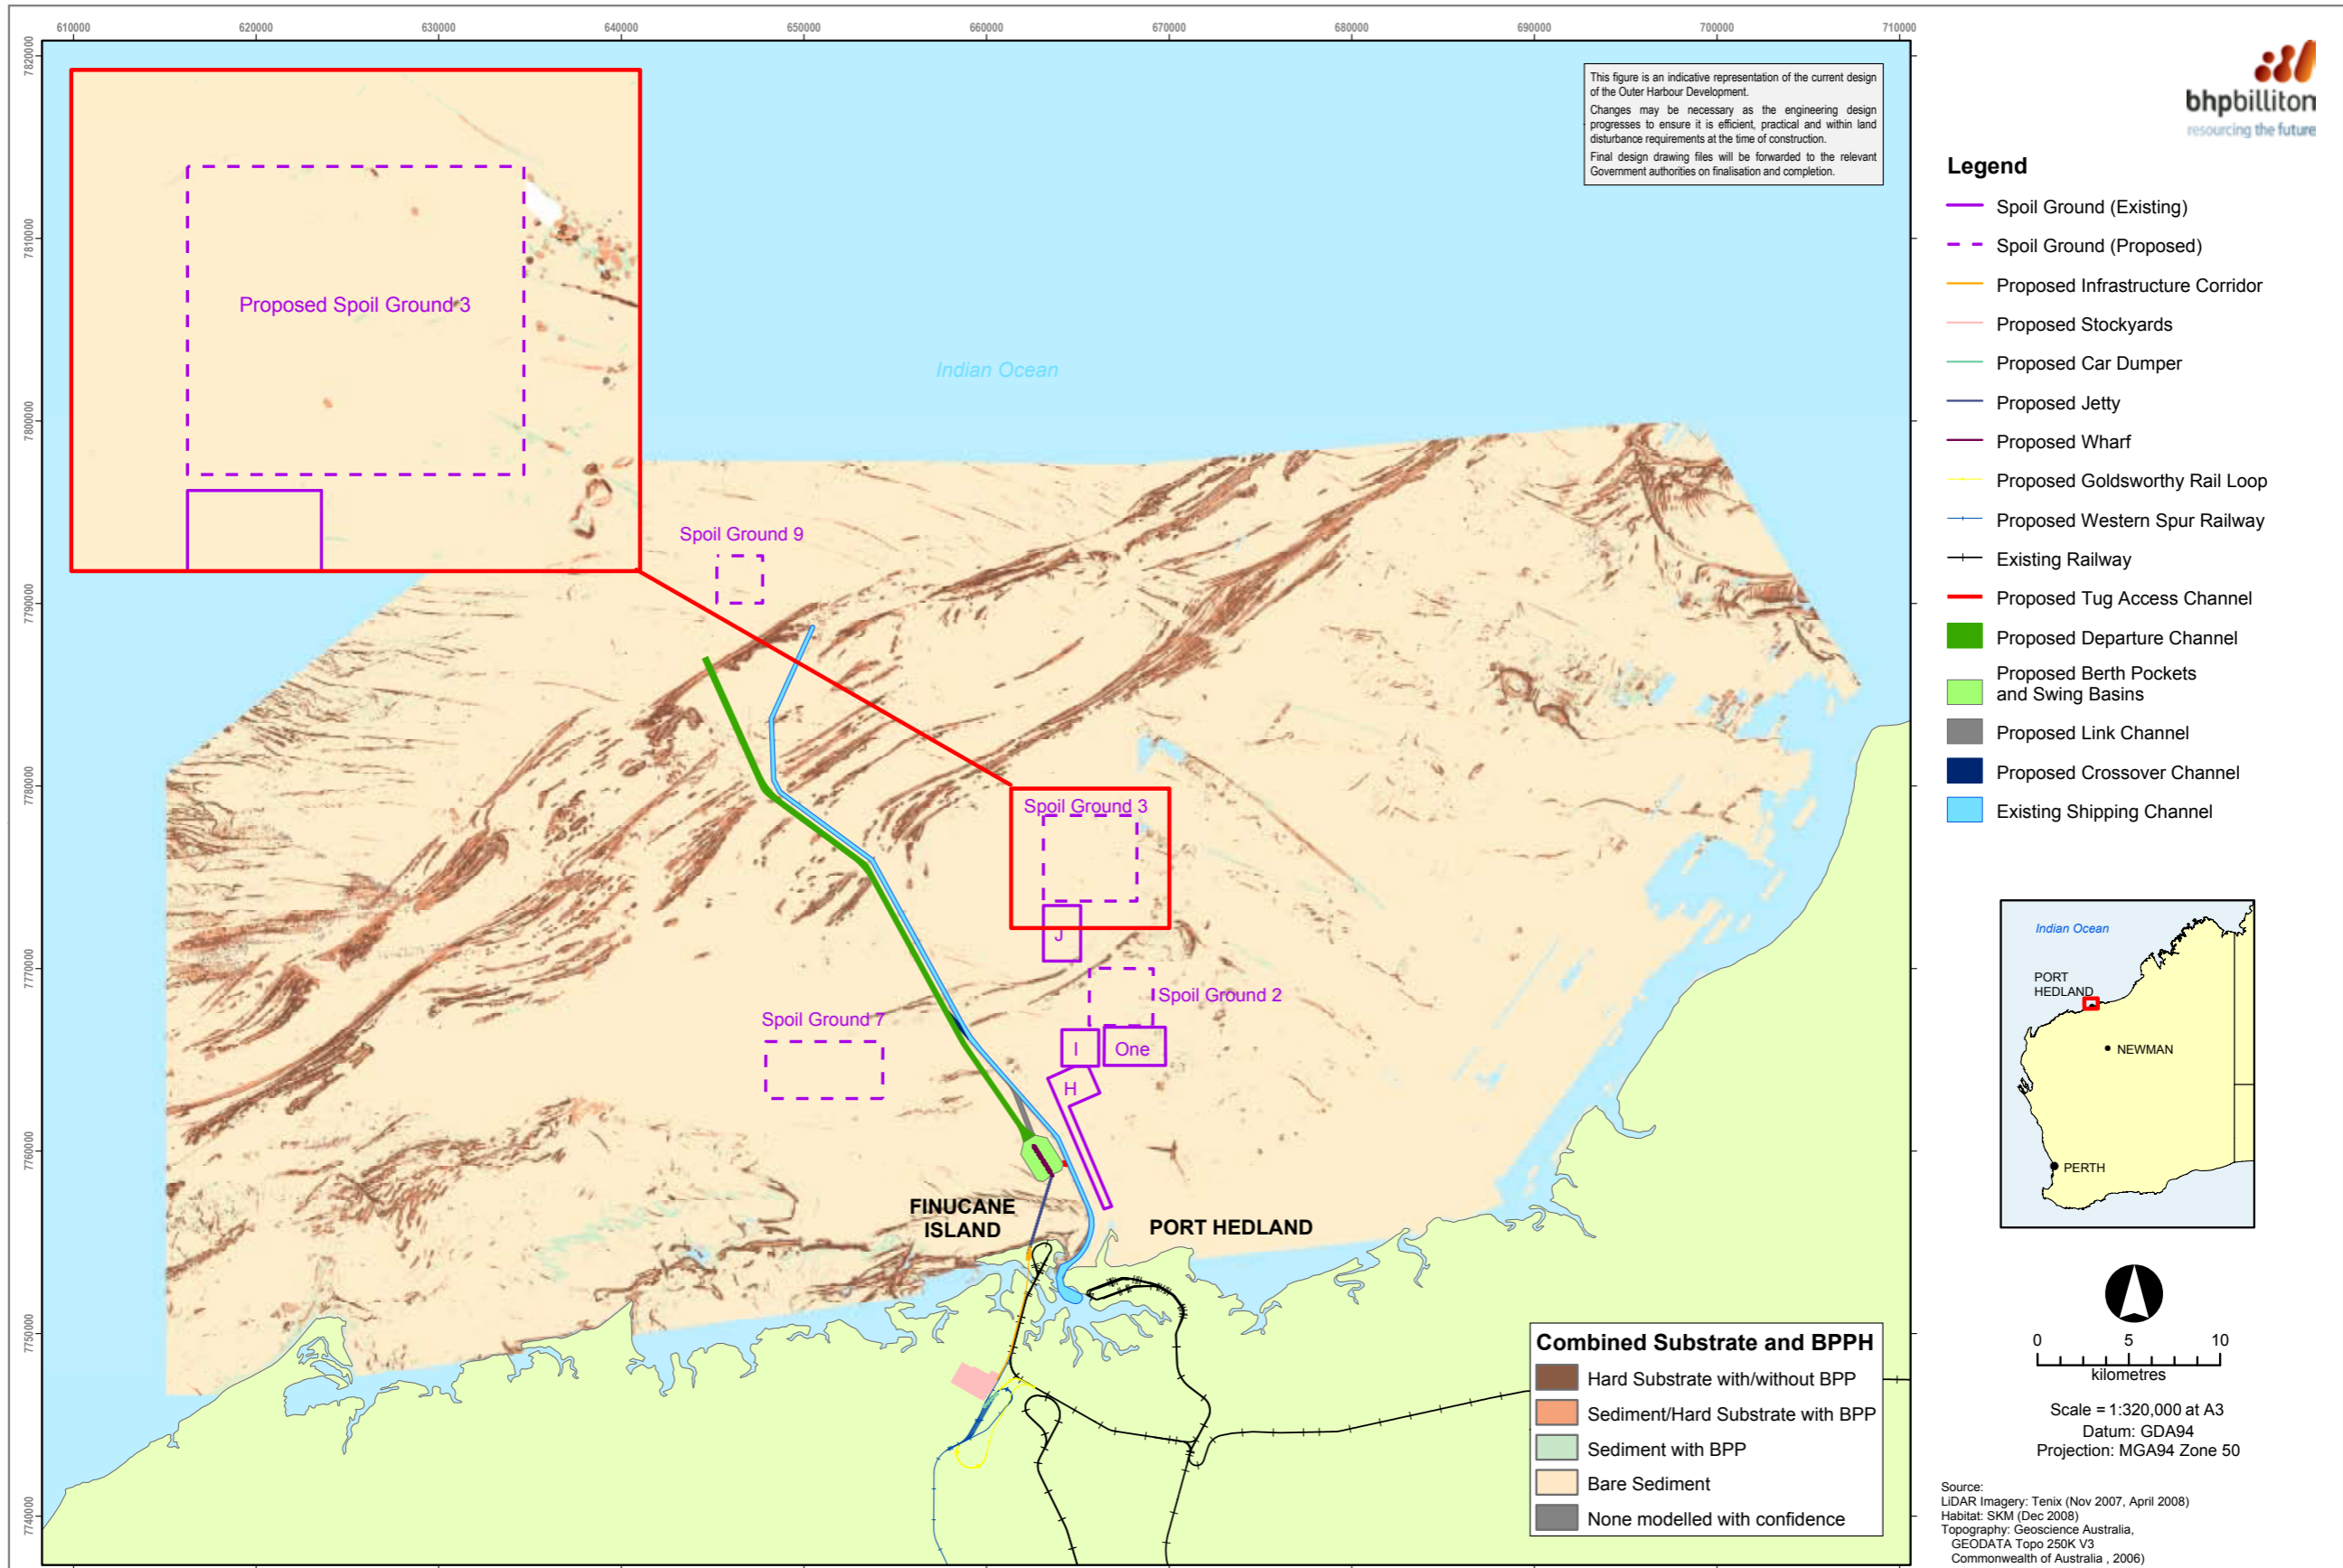 610000 620000 630000 640000 650000 660000 670000 680000 690000 700000 710000
7820000
7810000
7800000
7790000
7780000
7770000
7760000
7750000
7740000
This figure is an indicative representation of the current design
of the Outer Harbour Development.
Changes may be necessary as the engineering design
progresses to ensure it is efficient, practical and within land
disturbance requirements at the time of construction.
Final design drawing files will be forwarded to the relevant
Government authorities on finalisation and completion.
Proposed Spoil Ground 3
Indian Ocean
Spoil Ground 9
Spoil Ground 3
J
Spoil Ground 2
Spoil Ground 7
I
One
H
FINUCANE
ISLAND
PORT HEDLAND
Combined Substrate and BPPH
Hard Substrate with/without BPP
Sediment/Hard Substrate with BPP
Sediment with BPP
Bare Sediment
None modelled with confidence
bhpbilliton
resourcing the future
Legend
Spoil Ground (Existing)
Spoil Ground (Proposed)
Proposed Infrastructure Corridor
Proposed Stockyards
Proposed Car Dumper
Proposed Jetty
Proposed Wharf
Proposed Goldsworthy Rail Loop
Proposed Western Spur Railway
Existing Railway
Proposed Tug Access Channel
Proposed Departure Channel
Proposed Berth Pockets
and Swing Basins
Proposed Link Channel
Proposed Crossover Channel
Existing Shipping Channel
Indian Ocean
PORT
HEDLAND
NEWMAN
PERTH
0 5 10
kilometres
Scale = 1:320,000 at A3
Datum: GDA94
Projection: MGA94 Zone 50
Source:
LiDAR Imagery: Tenix (Nov 2007, April 2008)
Habitat: SKM (Dec 2008)
Topography: Geoscience Australia,
GEODATA Topo 250K V3
Commonwealth of Australia , 2006)